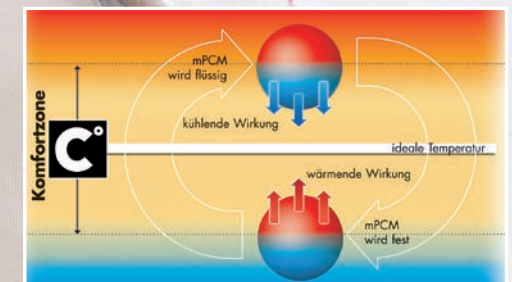 mPCM
wird flüssig
kühlende Wirkung
Komfortzone
C°
ideale Temperatur
wärmende Wirkung
mPCM
wird fest